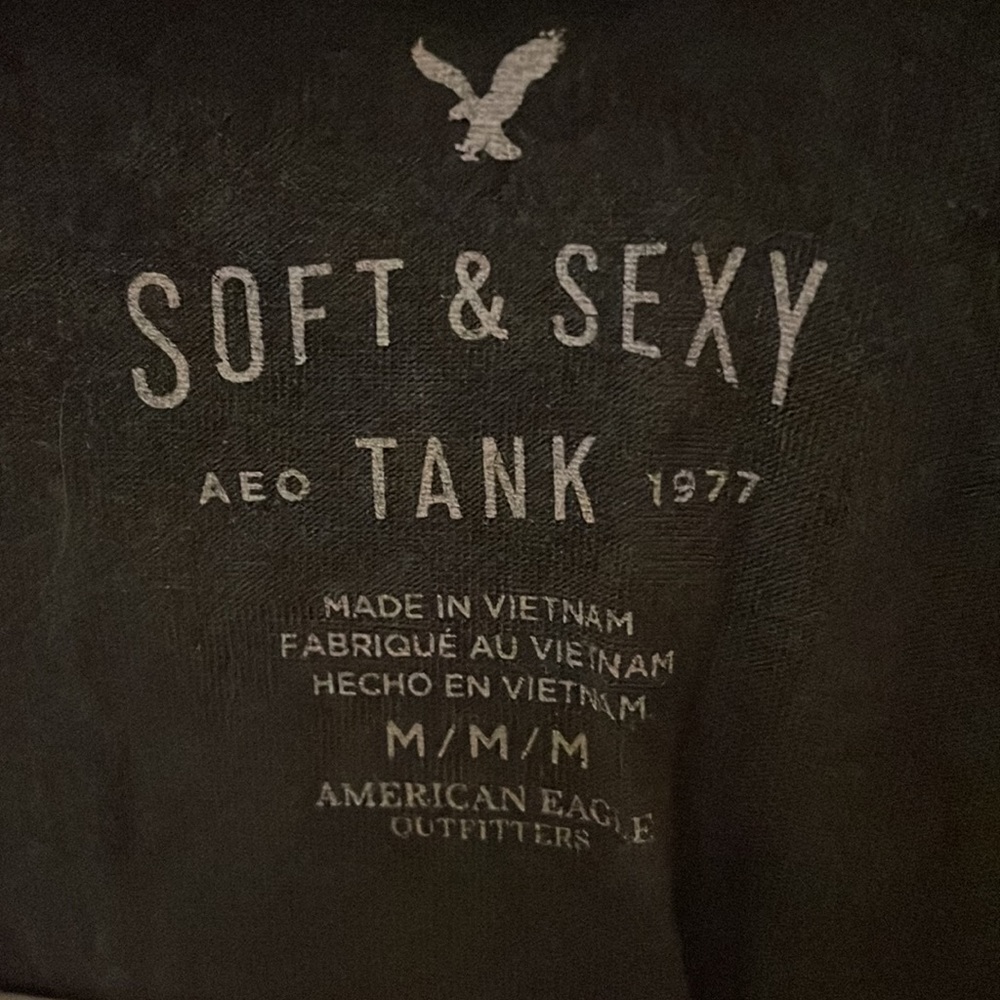 SOFT & SEXY
AEO TANK 1977
MADE IN VIETNAM
FABRIQUÉ AU VIETNAM
HECHO EN VIETNAM
M/M/M
AMERICAN EAGLE
OUTFITTERS